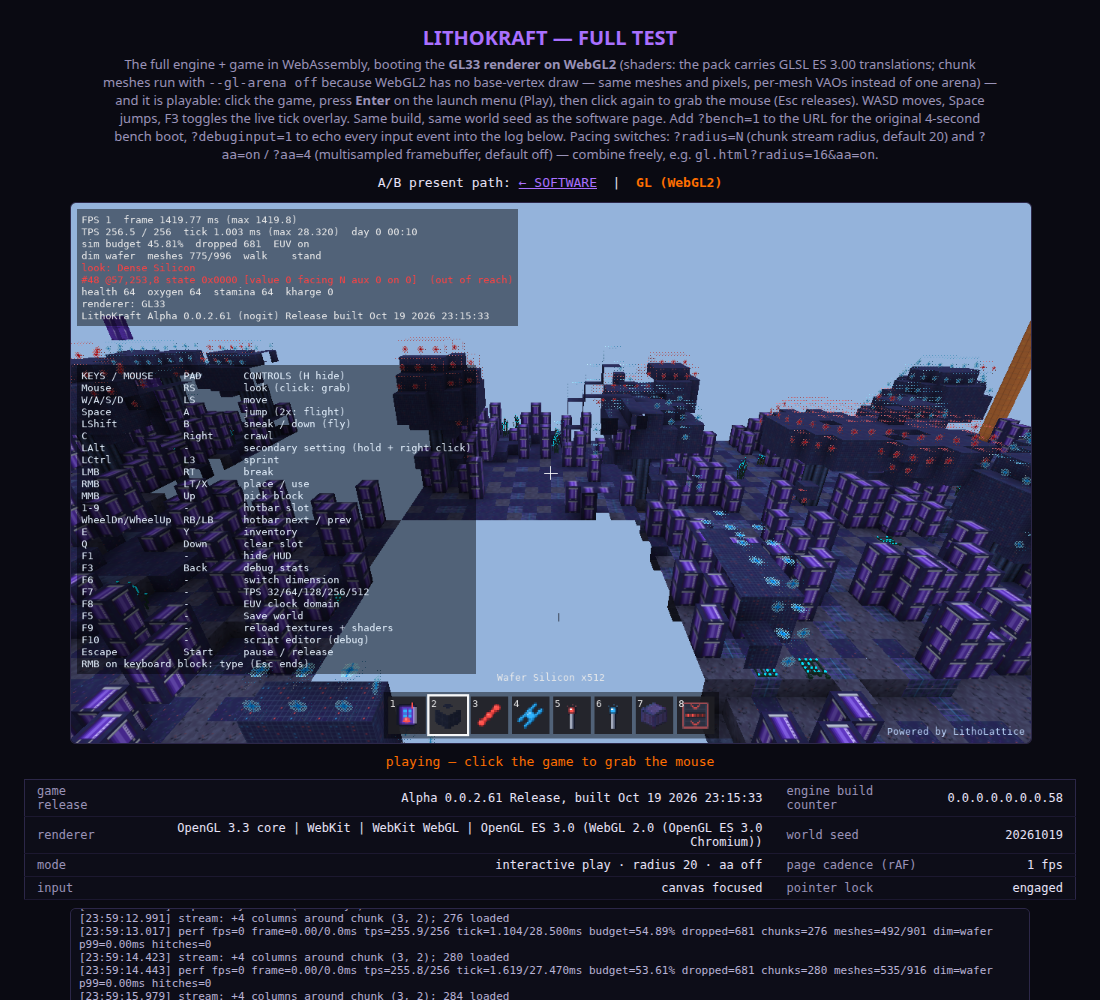 LITHOKRAFT — FULL TEST
The full engine + game in WebAssembly, booting the GL33 renderer on WebGL2 (shaders: the pack carries GLSL ES 3.00 translations; chunk
meshes run with --gl-arena off because WebGL2 has no base-vertex draw — same meshes and pixels, per-mesh VAOs instead of one arena) —
and it is playable: click the game, press Enter on the launch menu (Play), then click again to grab the mouse (Esc releases). WASD moves, Space
jumps, F3 toggles the live tick overlay. Same build, same world seed as the software page. Add ?bench=1 to the URL for the original 4-second
bench boot, ?debuginput=1 to echo every input event into the log below. Pacing switches: ?radius=N (chunk stream radius, default 20) and ?
aa=on / ?aa=4 (multisampled framebuffer, default off) — combine freely, e.g. gl.html?radius=16&aa=on.
A/B present path: ← SOFTWARE | GL (WebGL2)
FPS 1 frame 1419.77 ms (max 1419.8)
TPS 256.5 / 256 tick 1.003 ms (max 28.320) day 0 00:10
sim budget 45.81% dropped 681 EUV on
dim wafer meshes 775/996 walk stand
look: Dense Silicon
#48 @57,253,8 state 0x0000 [value 0 facing N aux 0 on 0] (out of reach)
health 64 oxygen 64 stamina 64 kharge 0
renderer: GL33
LithoKraft Alpha 0.0.2.61 (nogit) Release built Oct 19 2026 23:15:33
KEYS / MOUSE PAD CONTROLS (H hide)
Mouse RS look (click: grab)
W/A/S/D LS move
Space A jump (2x: flight)
LShift B sneak / down (fly)
C Right crawl
LAlt - secondary setting (hold + right click)
LCtrl L3 sprint
LMB RT break
RMB LT/X place / use
MMB Up pick block
1-9 - hotbar slot
WheelDn/WheelUp RB/LB hotbar next / prev
E Y inventory
Q Down clear slot
F1 - hide HUD
F3 Back debug stats
F6 - switch dimension
F7 - TPS 32/64/128/256/512
F8 - EUV clock domain
F5 - Save world
F9 - reload textures + shaders
F10 - script editor (debug)
Escape Start pause / release
RMB on keyboard block: type (Esc ends)
Wafer Silicon x512
1 2 3 4 5 6 7 8
Powered by LithoLattice
playing — click the game to grab the mouse
game release Alpha 0.0.2.61 Release, built Oct 19 2026 23:15:33 engine build counter 0.0.0.0.0.0.58
renderer OpenGL 3.3 core | WebKit | WebKit WebGL | OpenGL ES 3.0 (WebGL 2.0 (OpenGL ES 3.0 Chromium)) world seed 20261019
mode interactive play · radius 20 · aa off page cadence (rAF) 1 fps
input canvas focused pointer lock engaged
[23:59:12.991] stream: +4 columns around chunk (3, 2); 276 loaded
[23:59:13.017] perf fps=0 frame=0.00/0.0ms tps=255.9/256 tick=1.104/28.500ms budget=54.89% dropped=681 chunks=276 meshes=492/901 dim=wafer
p99=0.00ms hitches=0
[23:59:14.423] stream: +4 columns around chunk (3, 2); 280 loaded
[23:59:14.443] perf fps=0 frame=0.00/0.0ms tps=255.8/256 tick=1.619/27.470ms budget=53.61% dropped=681 chunks=280 meshes=535/916 dim=wafer
p99=0.00ms hitches=0
[23:59:15.979] stream: +4 columns around chunk (3, 2); 284 loaded